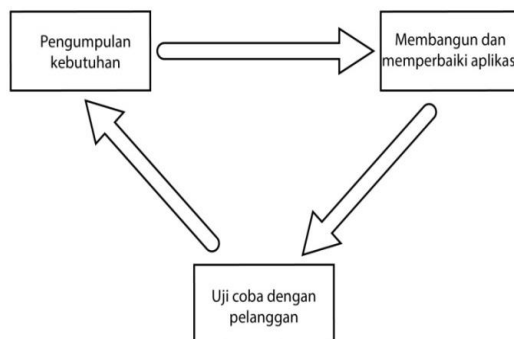 Pengumpulan
kebutuhan
Membangun dan
memperbaiki aplikas
Uji coba dengan
pelanggan